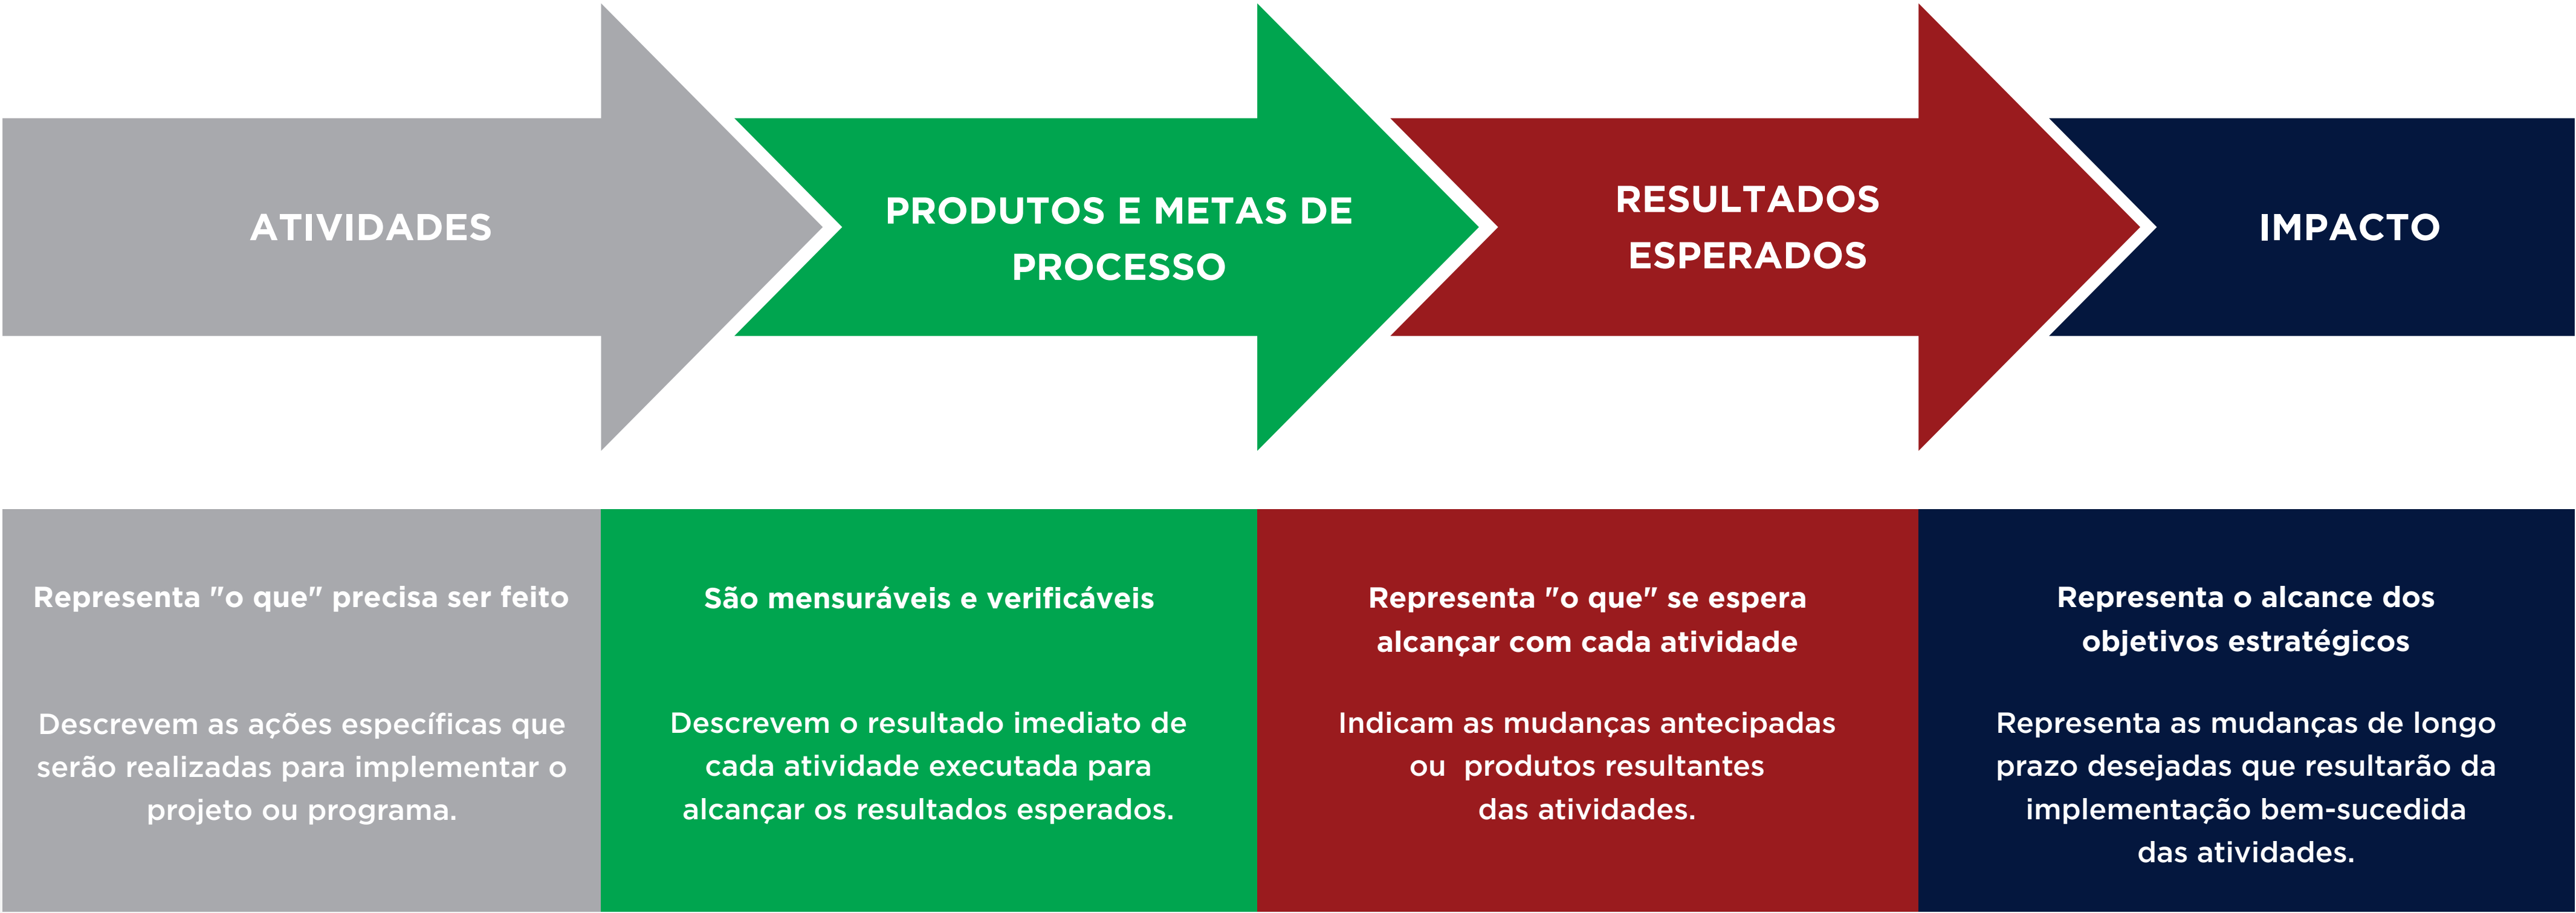 ATIVIDADES
PRODUTOS E METAS DE
PROCESSO
RESULTADOS
ESPERADOS
IMPACTO
Representa "o que" precisa ser feito
Descrevem as ações específicas que
serão realizadas para implementar o
projeto ou programa.
São mensuráveis e verificáveis
Descrevem o resultado imediato de
cada atividade executada para
alcançar os resultados esperados.
Representa "o que" se espera
alcançar com cada atividade
Indicam as mudanças antecipadas
ou  produtos resultantes
das atividades.
Representa o alcance dos
objetivos estratégicos
Representa as mudanças de longo
prazo desejadas que resultarão da
implementação bem-sucedida
das atividades.